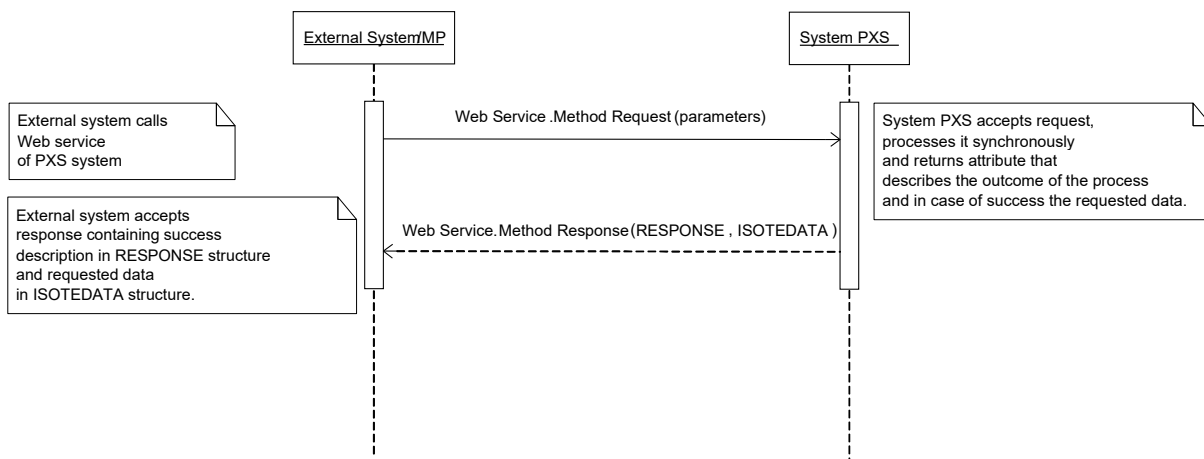 External System/MP
System PXS
External system calls
Web service
of PXS system
Web Service .Method Request (parameters)
System PXS accepts request,
processes it synchronously
and returns attribute that
describes the outcome of the process
and in case of success the requested data.
External system accepts
response containing success
description in RESPONSE structure
and requested data
in ISOTEDATA structure.
Web Service.Method Response (RESPONSE , ISOTEDATA )